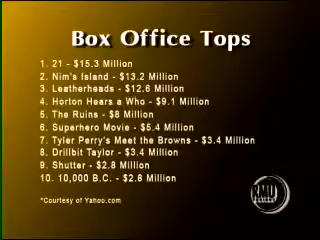 Box Office Tops
1. 21 - $15.3 Million
2. Nim's Island - $13.2 Million
3. Leatherheads - $12.6 Million
4. Horton Hears a Who - $9.1 Million
5. The Ruins - $8 Million
6. Superhero Movie - $5.4 Million
7. Tyler Perry's Meet the Browns - $3.4 Million
8. Drillbit Taylor - $3.4 Million
9. Shutter - $2.8 Million
10. 10,000 B.C. - $2.8 Million
*Courtesy of Yahoo.com
RMU